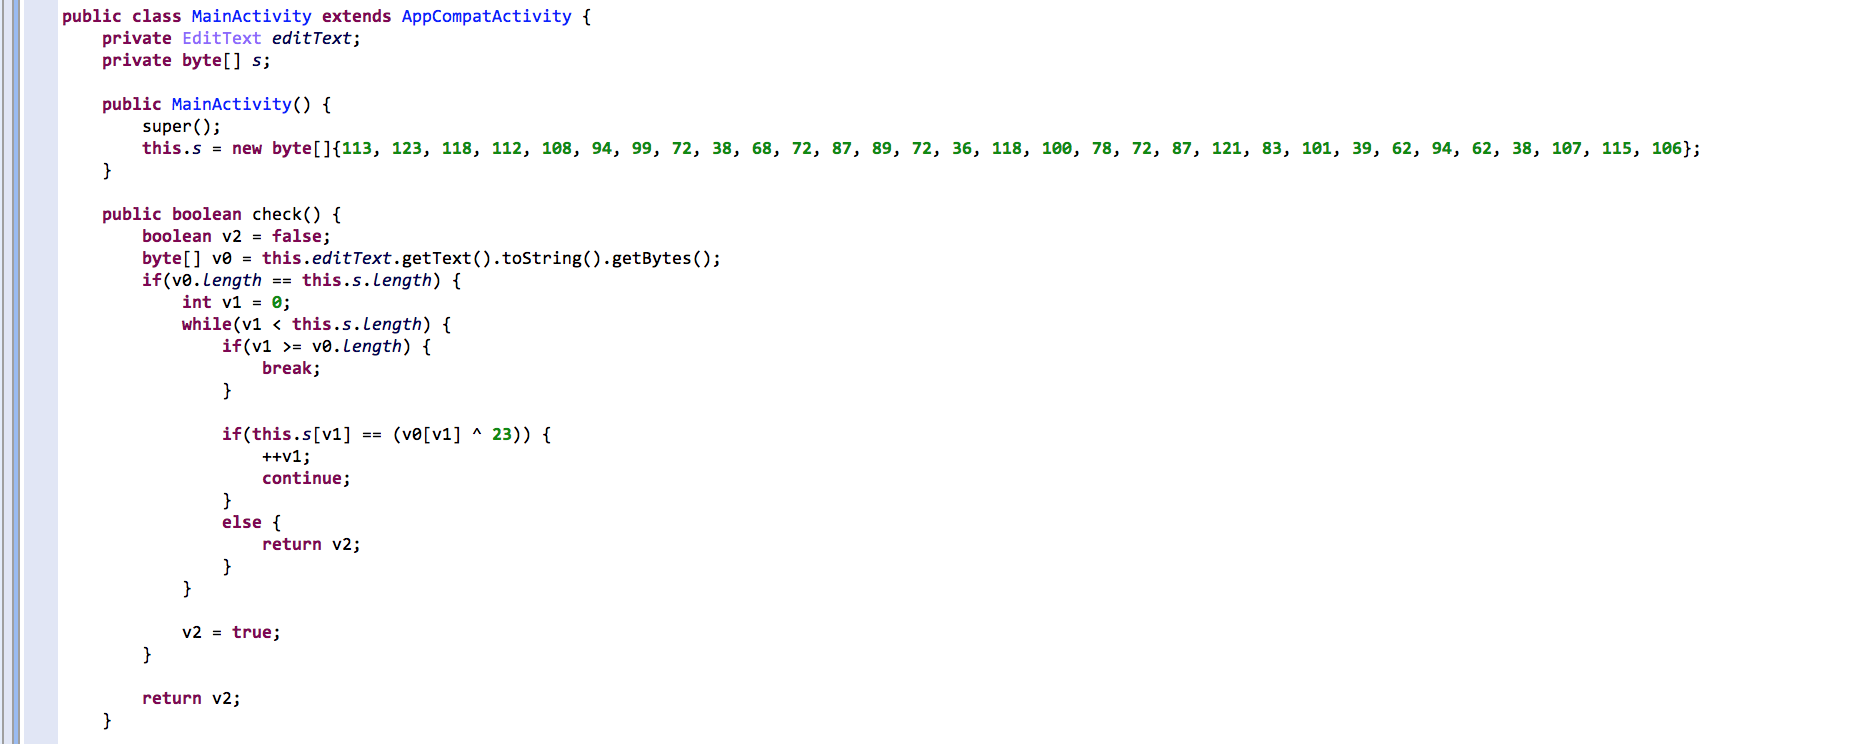 public class MainActivity extends AppCompatActivity {
private EditText editText;
private byte[] s;
public MainActivity() {
super();
this.s = new byte[]{113, 123, 118, 112, 108, 94, 99, 72, 38, 68, 72, 87, 89, 72, 36, 118, 100, 78, 72, 87, 121, 83, 101, 39, 62, 94, 62, 38, 107, 115, 106};
}
public boolean check() {
boolean v2 = false;
byte[] v0 = this.editText.getText().toString().getBytes();
if(v0.length == this.s.length) {
int v1 = 0;
while(v1 < this.s.length) {
if(v1 >= v0.length) {
break;
}
if(this.s[v1] == (v0[v1] ^ 23)) {
++v1;
continue;
}
else {
return v2;
}
}
v2 = true;
}
return v2;
}